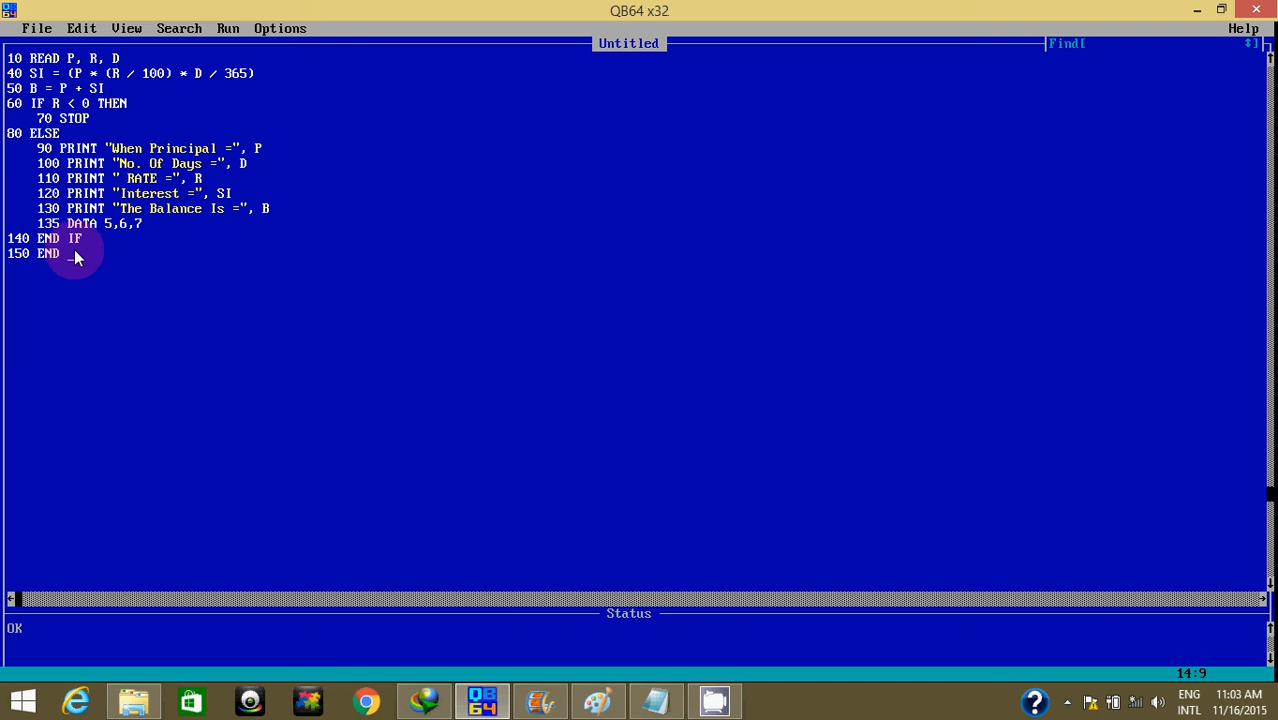 QB64 x32
File Edit View Search Run Options Help
Untitled
Find[ ]
10 READ P, R, D
40 SI = (P * (R / 100) * D / 365)
50 B = P + SI
60 IF R < 0 THEN
70 STOP
80 ELSE
90 PRINT "When Principal =", P
100 PRINT "No. Of Days =", D
110 PRINT " RATE =", R
120 PRINT "Interest =", SI
130 PRINT "The Balance Is =", B
135 DATA 5,6,7
140 END IF
150 END _
Status
OK
14:9
QB 64
ENG 11:03 AM
INTL 11/16/2015